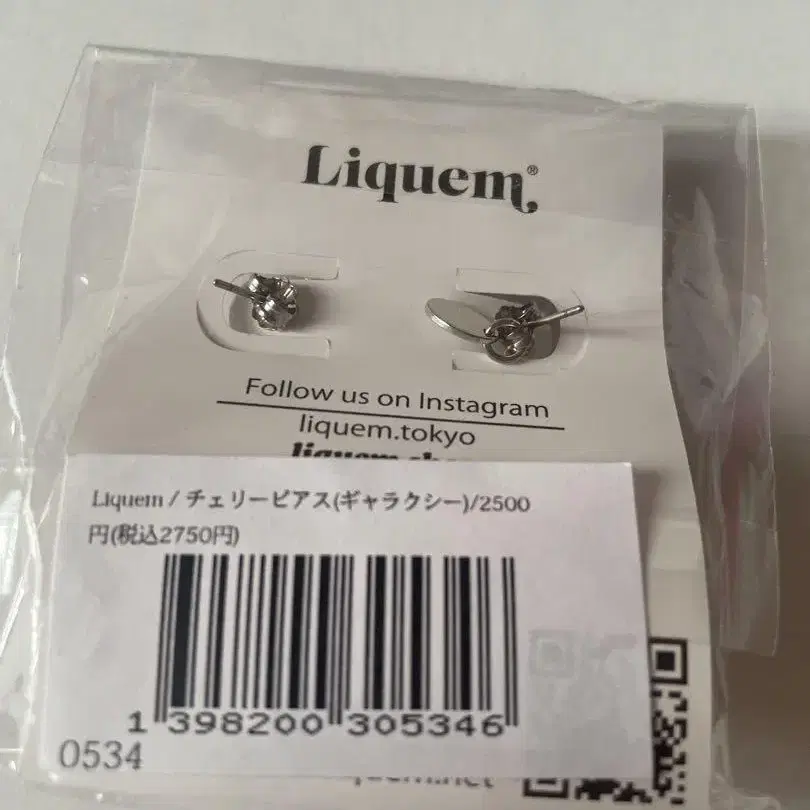 Liquem®
Follow us on Instagram
liquem.tokyo
Liquem / チェリーピアス(ギャラクシー)/2500
円(税込2750円)
1 398200 305346
0534